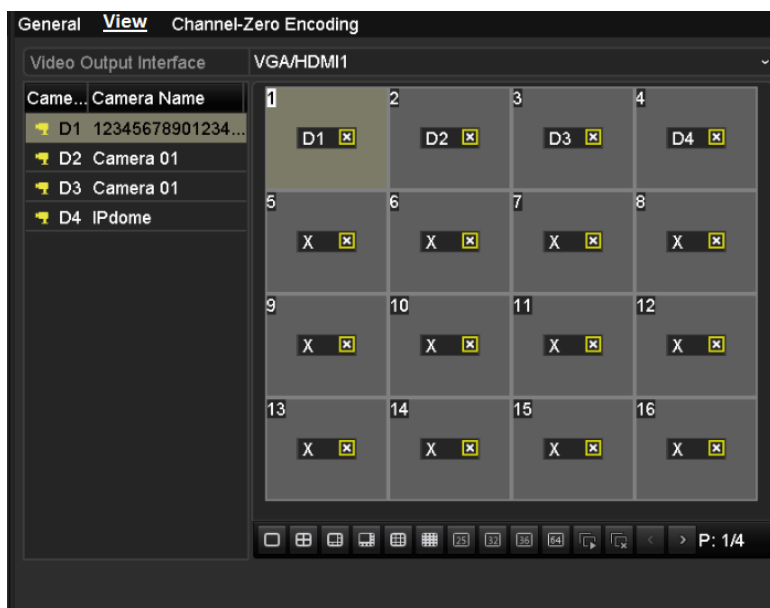 General View Channel-Zero Encoding
Video Output Interface VGA/HDMI1
Came... Camera Name
D1 12345678901234...
D2 Camera 01
D3 Camera 01
D4 IPdome
1 2 3 4
D1 D2 D3 D4
5 6 7 8
X X X X
9 10 11 12
X X X X
13 14 15 16
X X X X
25 32 36 64 P: 1/4